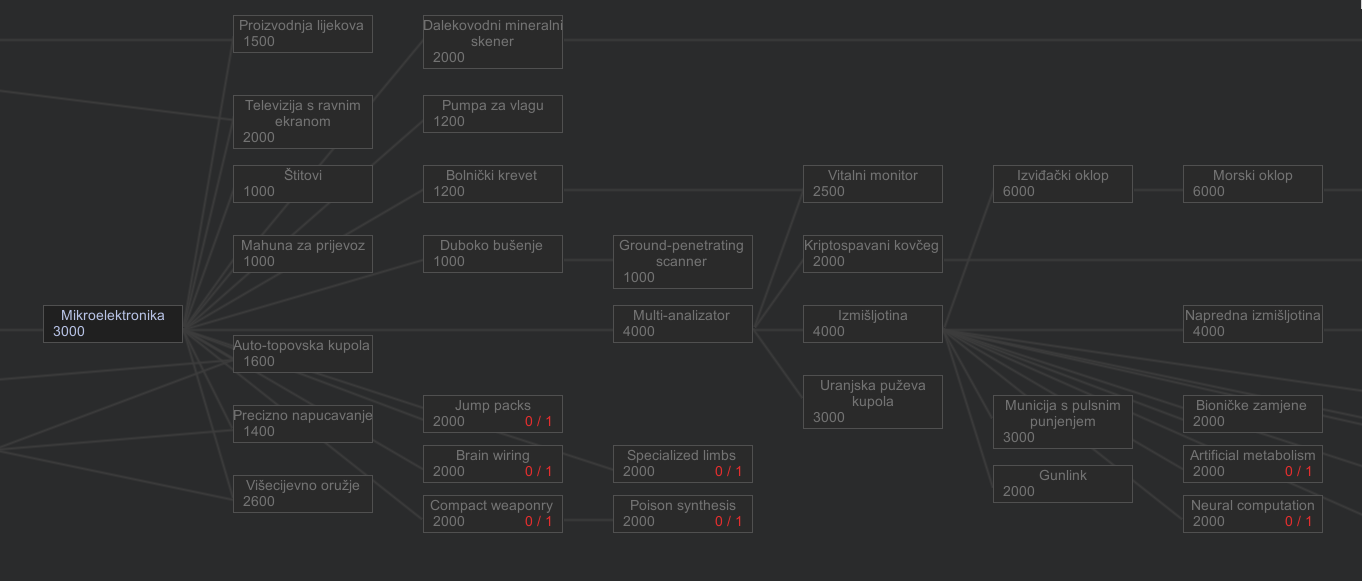 Mikroelektronika
3000
Proizvodnja lijekova
1500
Televizija s ravnim
ekranom
2000
Štitovi
1000
Mahuna za prijevoz
1000
Auto-topovska kupola
1600
Precizno napucavanje
1400
Višecijevno oružje
2600
Dalekovodni mineralni
skener
2000
Pumpa za vlagu
1200
Bolnički krevet
1200
Duboko bušenje
1000
Jump packs
2000 0 / 1
Brain wiring
2000 0 / 1
Compact weaponry
2000 0 / 1
Ground-penetrating
scanner
1000
Multi-analizator
4000
Specialized limbs
2000 0 / 1
Poison synthesis
2000 0 / 1
Vitalni monitor
2500
Kriptospavani kovčeg
2000
Izmišljotina
4000
Uranjska puževa
kupola
3000
Izviđački oklop
6000
Municija s pulsnim
punjenjem
3000
Gunlink
2000
Morski oklop
6000
Napredna izmišljotina
4000
Bioničke zamjene
2000
Artificial metabolism
2000 0 / 1
Neural computation
2000 0 / 1